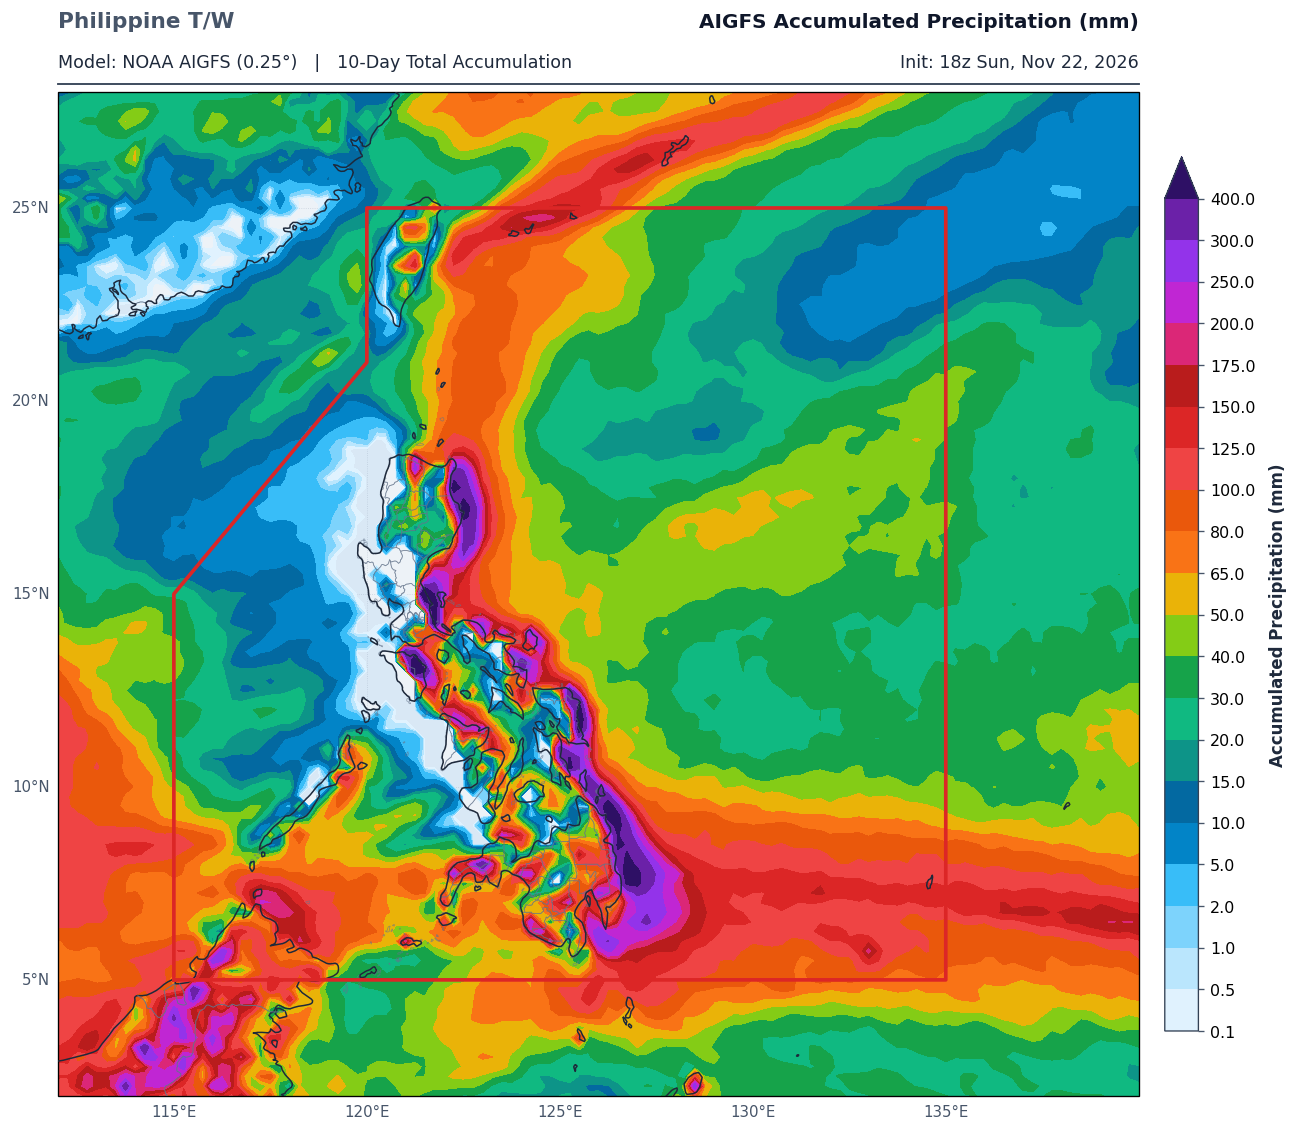 Philippine T/W
AIGFS Accumulated Precipitation (mm)
Model: NOAA AIGFS (0.25°) | 10-Day Total Accumulation
Init: 18z Sun, Nov 22, 2026
25°N
20°N
15°N
10°N
5°N
115°E
120°E
125°E
130°E
135°E
400.0
300.0
250.0
200.0
175.0
150.0
125.0
100.0
80.0
65.0
50.0
40.0
30.0
20.0
15.0
10.0
5.0
2.0
1.0
0.5
0.1
Accumulated Precipitation (mm)